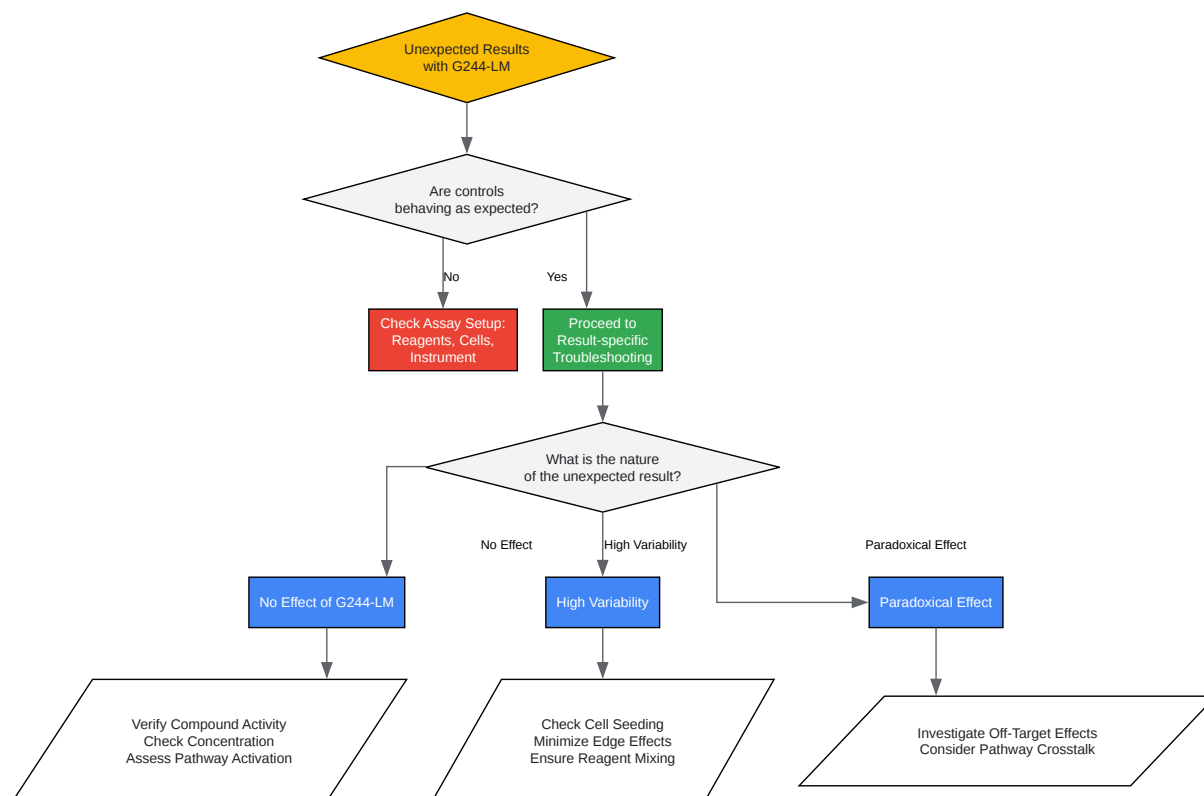 Unexpected Results
with G244-LM
Are controls
behaving as expected?
No
Yes
Check Assay Setup:
Reagents, Cells,
Instrument
Proceed to
Result-specific
Troubleshooting
What is the nature
of the unexpected result?
No Effect
High Variability
Paradoxical Effect
No Effect of G244-LM
High Variability
Paradoxical Effect
Verify Compound Activity
Check Concentration
Assess Pathway Activation
Check Cell Seeding
Minimize Edge Effects
Ensure Reagent Mixing
Investigate Off-Target Effects
Consider Pathway Crosstalk